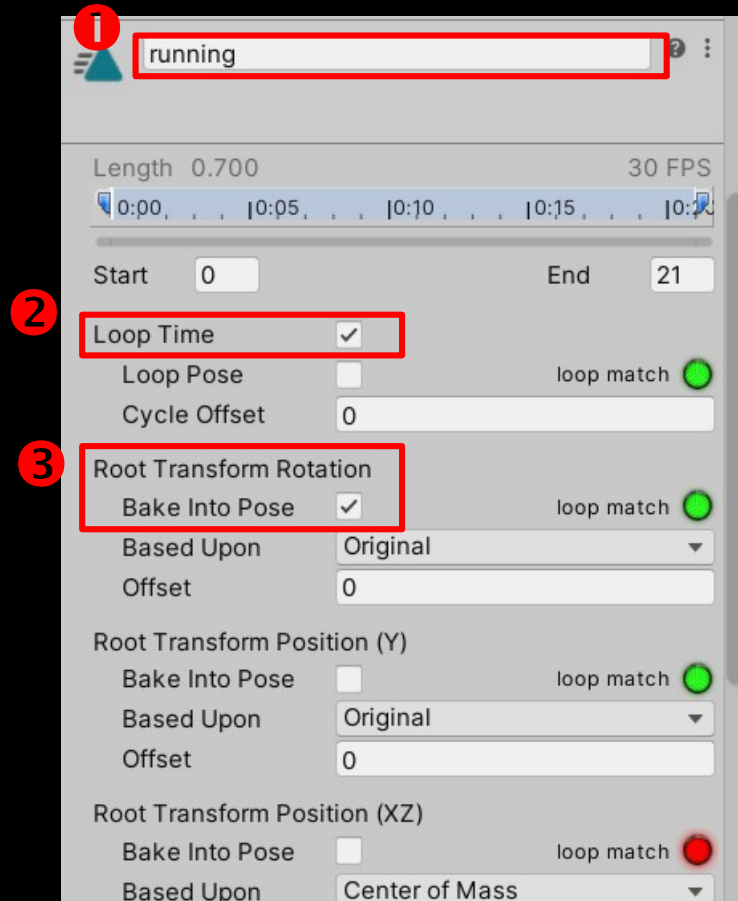 1
running
Length 0.700 30 FPS
0:00 0:05 0:10 0:15
Start 0 End 21
2
Loop Time
Loop Pose loop match
Cycle Offset 0
3
Root Transform Rotation
Bake Into Pose loop match
Based Upon Original
Offset 0
Root Transform Position (Y)
Bake Into Pose loop match
Based Upon Original
Offset 0
Root Transform Position (XZ)
Bake Into Pose loop match
Based Upon Center of Mass